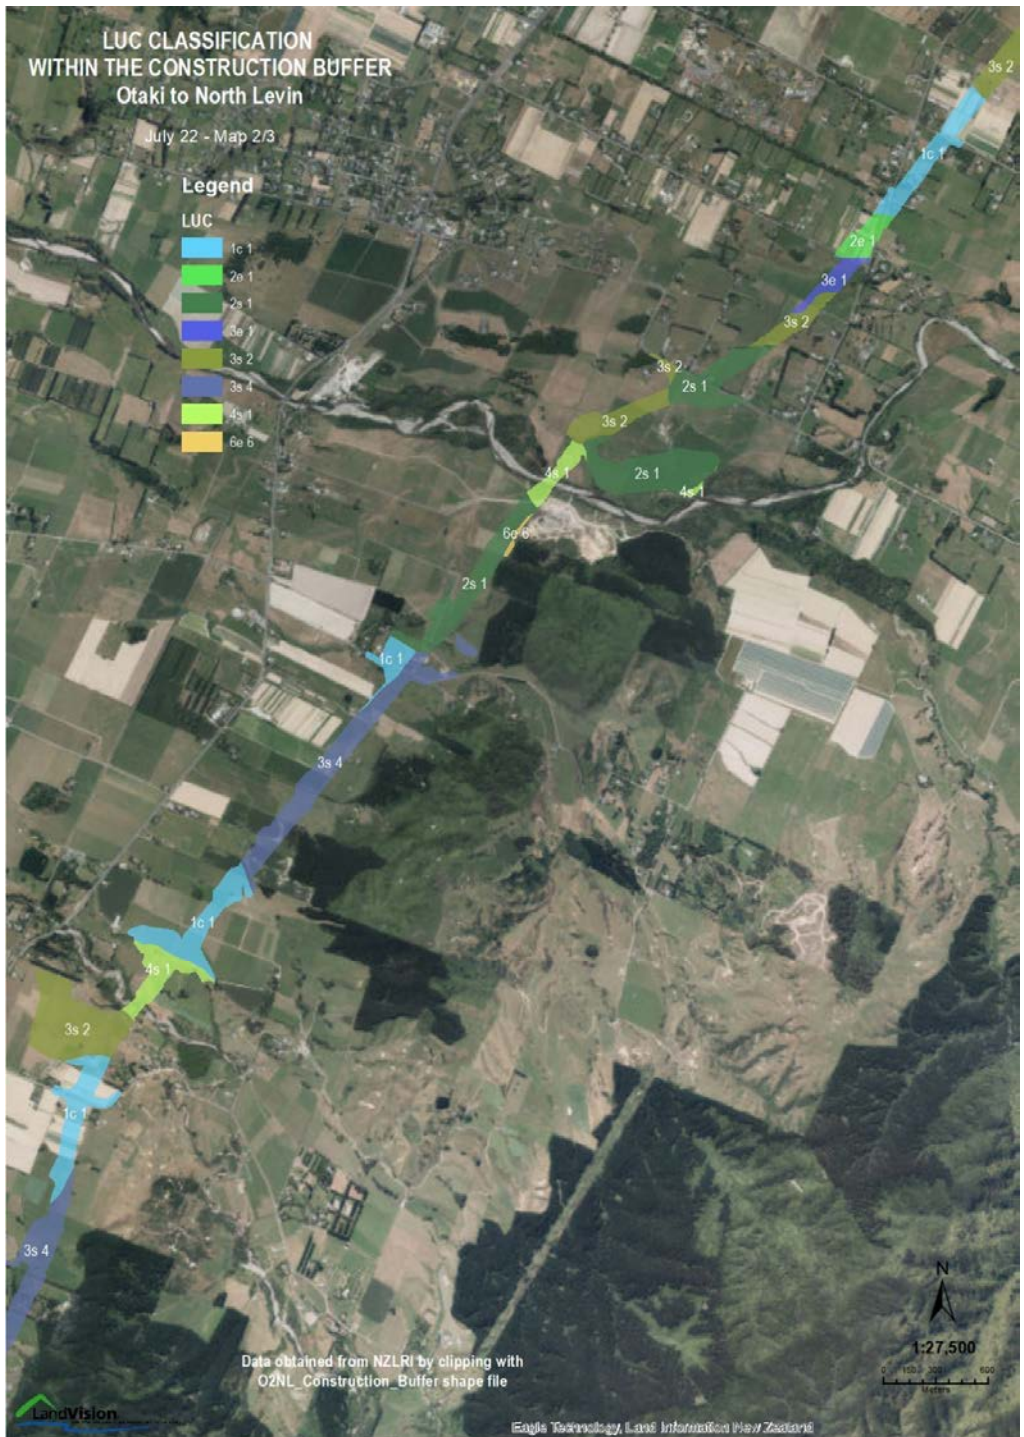 LUC CLASSIFICATION
WITHIN THE CONSTRUCTION BUFFER
Otaki to North Levin
July 22 - Map 2/3
Legend
LUC
1c 1
2e 1
2s 1
3e 1
3s 2
3s 4
4s 1
6e 6
3s 2
1c 1
2e 1
3e 1
3s 2
3s 2
2s 1
3s 2
4s 1
2s 1
4s 1
6e 6
2s 1
1c 1
3s 4
1c 1
4s 1
3s 2
1c 1
3s 4
N
1:27,500
0 150 300 600
Meters
Data obtained from NZLRI by clipping with
O2NL_Construction_Buffer shape file
LandVision
Eagle Technology, Land Information New Zealand